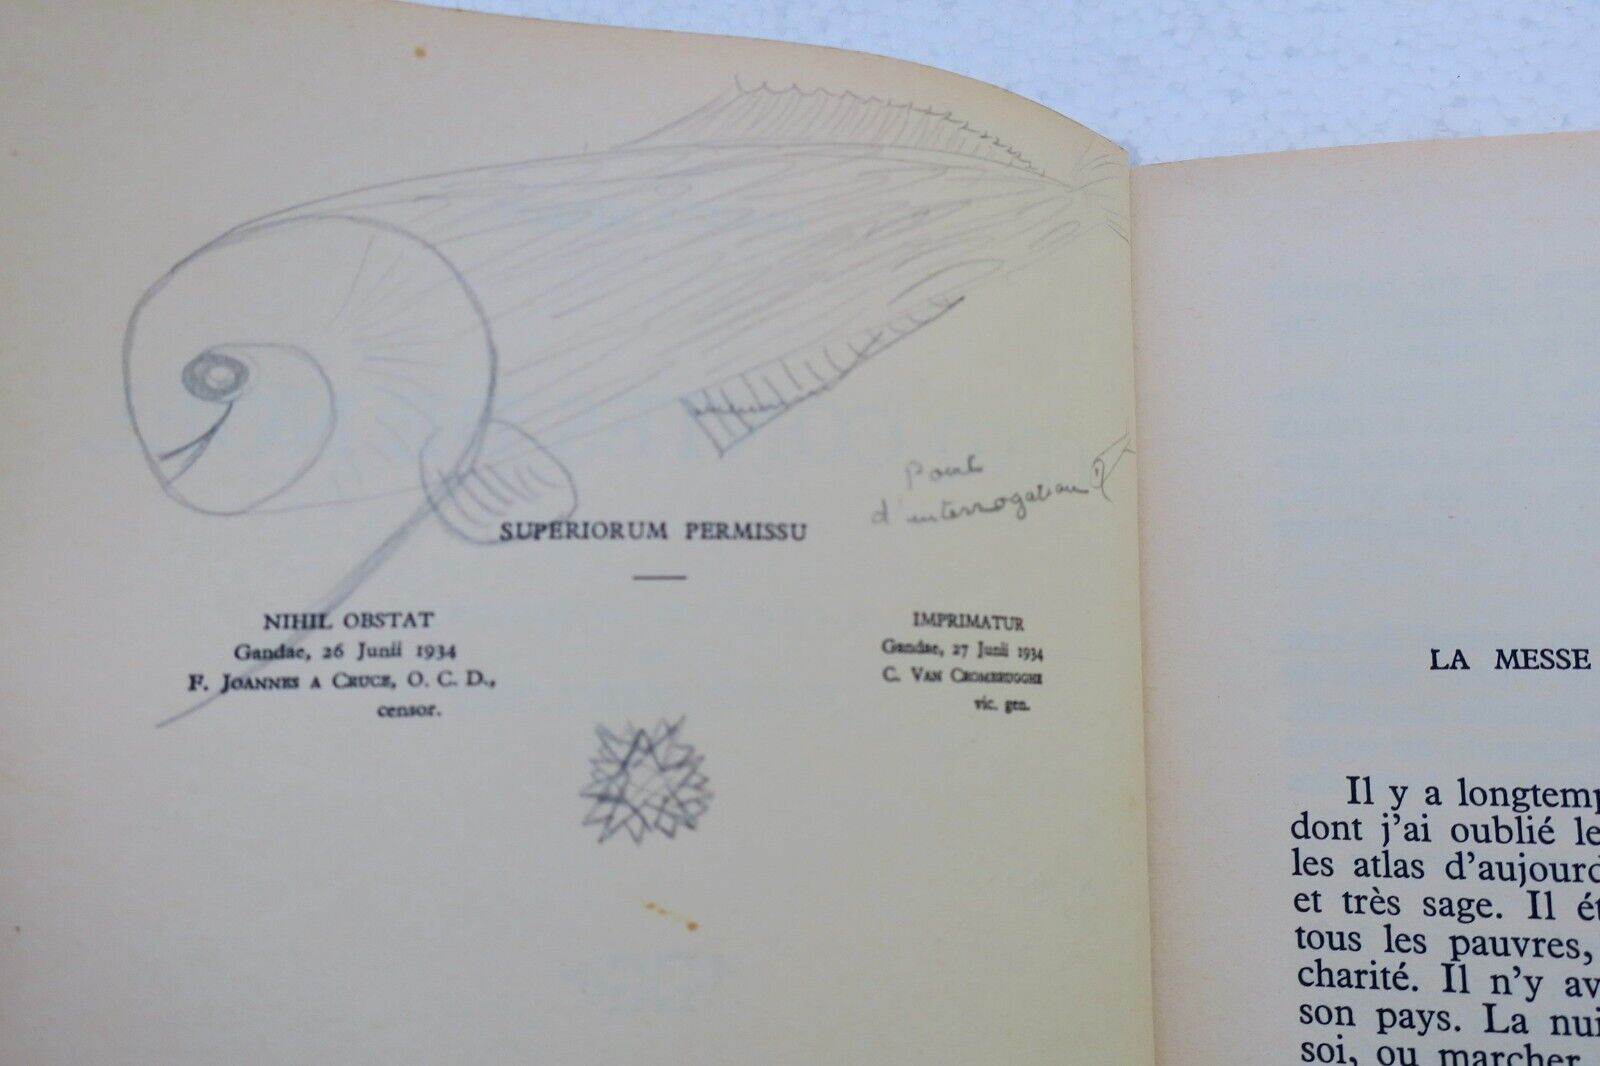 Point
d'interrogation
SUPERIORUM PERMISSU
NIHIL OBSTAT
Gandae, 26 Junii 1934
F. JOANNES A CRUCE, O. C. D.,
censor.
IMPRIMATUR
Gandae, 27 Junii 1934
C. VAN CROMBRUGGHE
vic. gen.
LA MESSE
Il y a longtemp
dont j'ai oublié le
les atlas d'aujourd
et très sage. Il ét
tous les pauvres,
charité. Il n'y av
son pays. La nui
soi, ou marcher